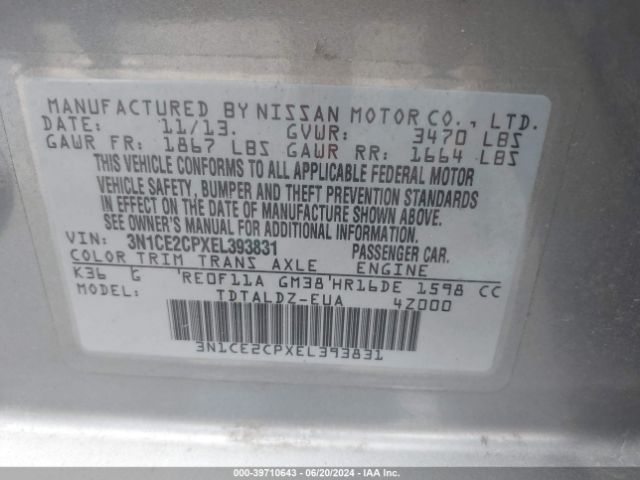 MANUFACTURED BY NISSAN MOTOR CO., LTD.
DATE: 11/13. GVWR: 3470 LBS
GAWR FR: 1867 LBS GAWR RR: 1664 LBS
THIS VEHICLE CONFORMS TO ALL APPLICABLE FEDERAL MOTOR
VEHICLE SAFETY, BUMPER AND THEFT PREVENTION STANDARDS
IN EFFECT ON THE DATE OF MANUFACTURE SHOWN ABOVE.
SEE OWNER'S MANUAL FOR ADDITIONAL INFORMATION.
VIN: 3N1CE2CPXEL393831 PASSENGER CAR.
COLOR TRIM TRANS AXLE ENGINE
K36 G 'RE0F11A GM38'HR16DE 1598 CC
MODEL: TDTALDZ-EUA 4Z000
3N1CE2CPXEL393831
000-39710643 / 06/20/2024 / IAAI.COM